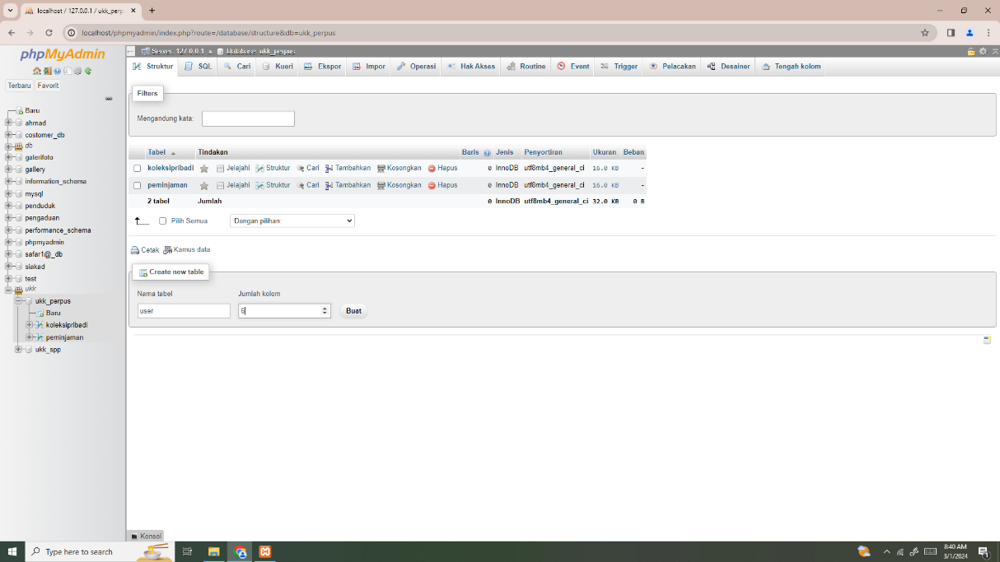 localhost / 127.0.0.1 / ukk_perp
localhost/phpmyadmin/index.php?route=/database/structure&db=ukk_perpus
phpMyAdmin
Terbaru Favorit
Baru
ahmad
costomer_db
db
galerifoto
gallery
information_schema
mysql
penduduk
pengaduan
performance_schema
phpmyadmin
safar1@_db
siakad
test
ukk
ukk_perpus
Baru
koleksipribadi
peminjaman
ukk_spp
Server: 127.0.0.1 » Database: ukk_perpus
Struktur SQL Cari Kueri Ekspor Impor Operasi Hak Akses Routine Event Trigger Pelacakan Desainer Tengah kolom
Filters
Mengandung kata:
Tabel Tindakan Baris Jenis Penyortiran Ukuran Beban
koleksipribadi Jelajahi Struktur Cari Tambahkan Kosongkan Hapus 0 InnoDB utf8mb4_general_ci 16.0 KB -
peminjaman Jelajahi Struktur Cari Tambahkan Kosongkan Hapus 0 InnoDB utf8mb4_general_ci 16.0 KB -
2 tabel Jumlah 0 InnoDB utf8mb4_general_ci 32.0 KB 0 B
Pilih Semua Dengan pilihan:
Cetak Kamus data
Create new table
Nama tabel Jumlah kolom
user 6 Buat
Konsol
Type here to search
8:40 AM
3/1/2024
1